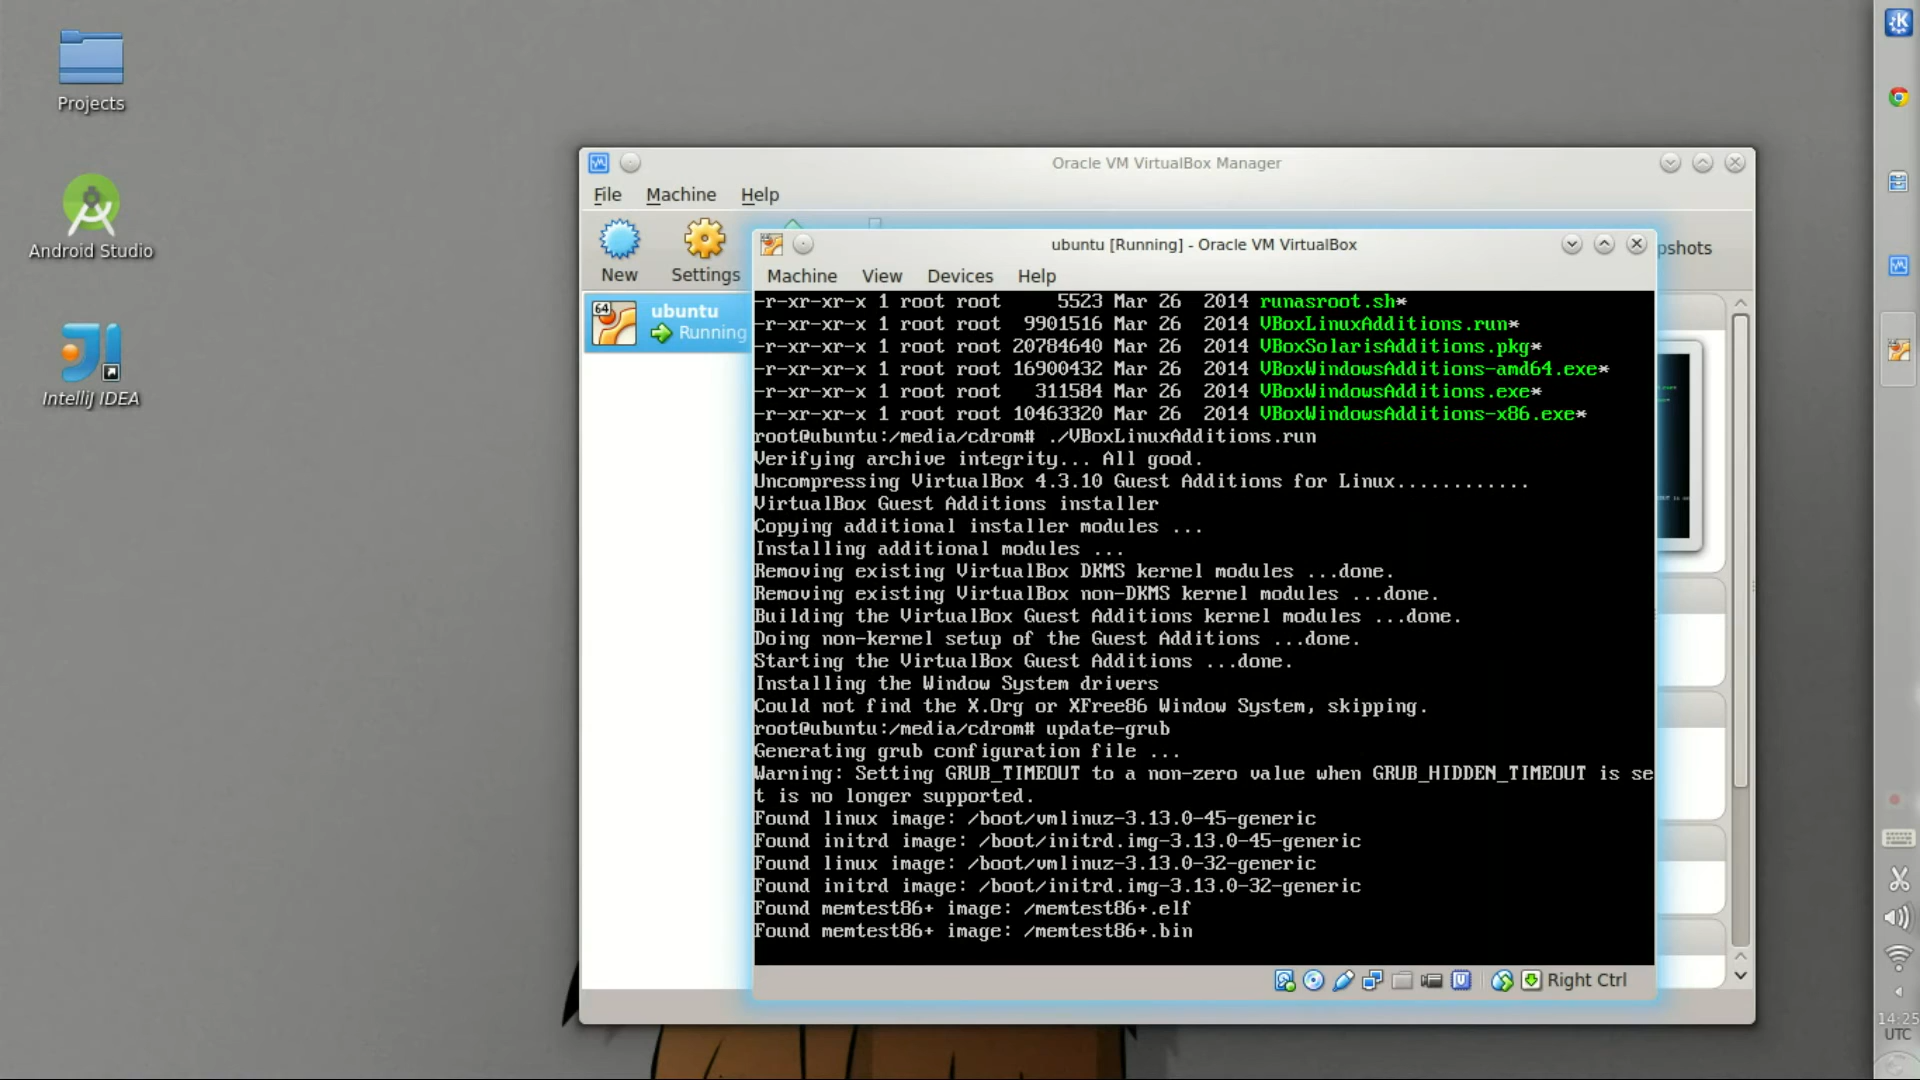 Projects
Android Studio
IntelliJ IDEA
Oracle VM VirtualBox Manager
File Machine Help
New
Settings
pshots
64
ubuntu
Running
ubuntu [Running] - Oracle VM VirtualBox
Machine View Devices Help
-r-xr-xr-x 1 root root     5523 Mar 26  2014 runasroot.sh*
-r-xr-xr-x 1 root root  9901516 Mar 26  2014 VBoxLinuxAdditions.run*
-r-xr-xr-x 1 root root 20784640 Mar 26  2014 VBoxSolarisAdditions.pkg*
-r-xr-xr-x 1 root root 16900432 Mar 26  2014 VBoxWindowsAdditions-amd64.exe*
-r-xr-xr-x 1 root root   311584 Mar 26  2014 VBoxWindowsAdditions.exe*
-r-xr-xr-x 1 root root 10463320 Mar 26  2014 VBoxWindowsAdditions-x86.exe*
root@ubuntu:/media/cdrom# ./VBoxLinuxAdditions.run
Verifying archive integrity... All good.
Uncompressing VirtualBox 4.3.10 Guest Additions for Linux............
VirtualBox Guest Additions installer
Copying additional installer modules ...
Installing additional modules ...
Removing existing VirtualBox DKMS kernel modules ...done.
Removing existing VirtualBox non-DKMS kernel modules ...done.
Building the VirtualBox Guest Additions kernel modules ...done.
Doing non-kernel setup of the Guest Additions ...done.
Starting the VirtualBox Guest Additions ...done.
Installing the Window System drivers
Could not find the X.Org or XFree86 Window System, skipping.
root@ubuntu:/media/cdrom# update-grub
Generating grub configuration file ...
Warning: Setting GRUB_TIMEOUT to a non-zero value when GRUB_HIDDEN_TIMEOUT is se
t is no longer supported.
Found linux image: /boot/vmlinuz-3.13.0-45-generic
Found initrd image: /boot/initrd.img-3.13.0-45-generic
Found linux image: /boot/vmlinuz-3.13.0-32-generic
Found initrd image: /boot/initrd.img-3.13.0-32-generic
Found memtest86+ image: /memtest86+.elf
Found memtest86+ image: /memtest86+.bin
Right Ctrl
14:25
UTC